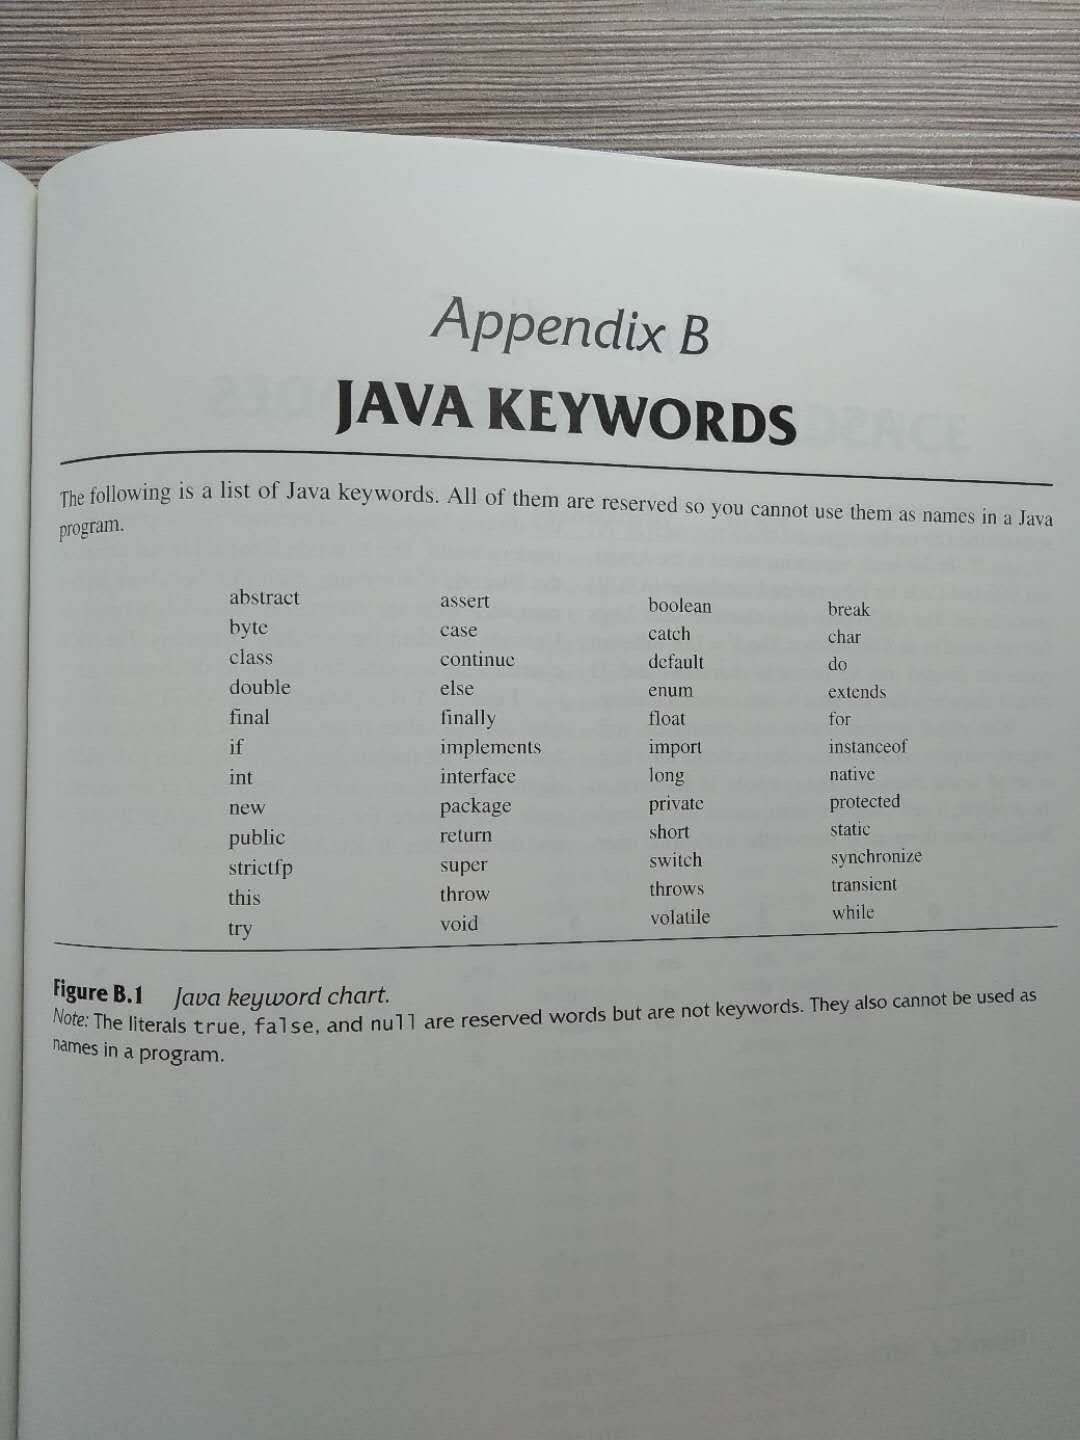 Appendix B
JAVA KEYWORDS
The following is a list of Java keywords. All of them are reserved so you cannot use them as names in a Java
program.
abstract assert boolean break
byte case catch char
class continue default do
double else enum extends
final finally float for
if implements import instanceof
int interface long native
new package private protected
public return short static
strictfp super switch synchronize
this throw throws transient
try void volatile while
Figure B.1 Java keyword chart.
Note: The literals true, false, and null are reserved words but are not keywords. They also cannot be used as
names in a program.